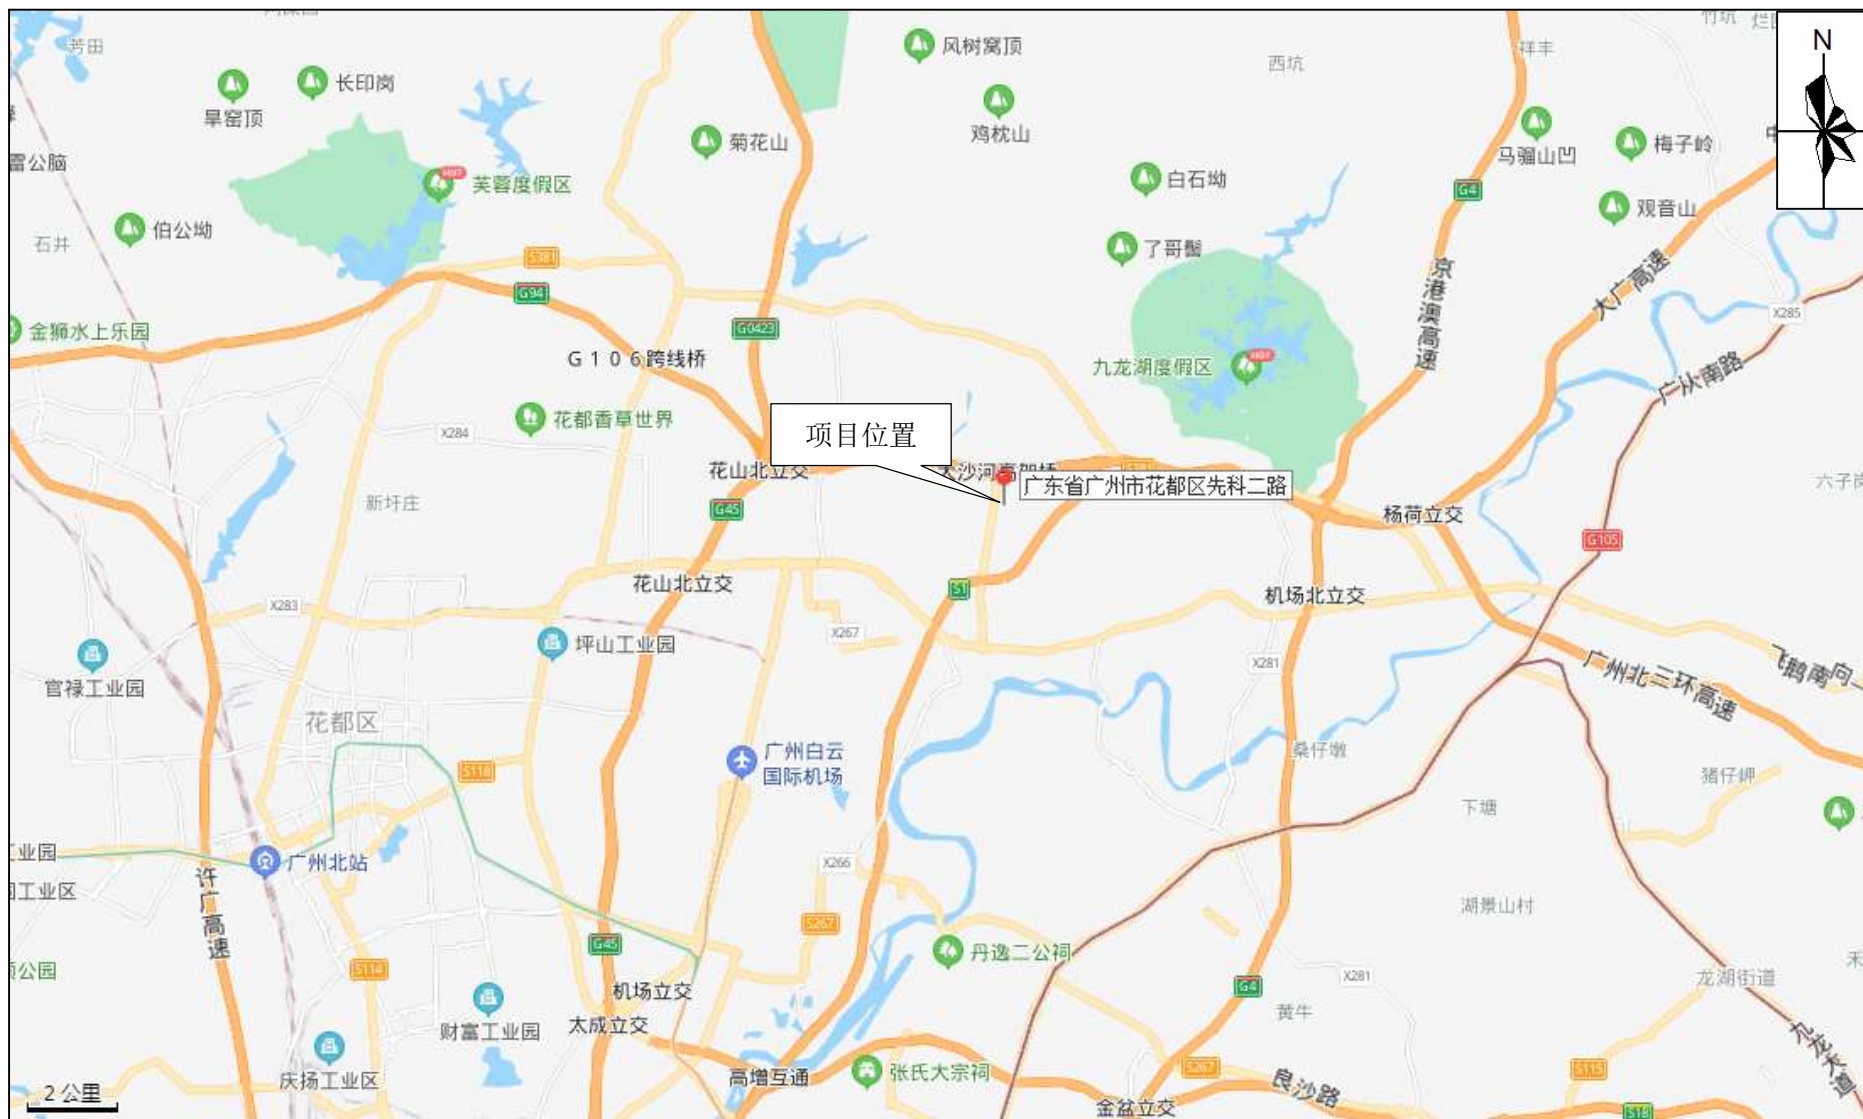 竹坑
芳田
风树窝顶
祥丰
N
西坑
长印岗
旱窑顶
鸡枕山
菊花山
梅子岭
马骝山凹
雷公脑
HOT
芙蓉度假区
白石坳
G4
观音山
伯公坳
石井
了哥髻
S381
G94
京港澳高速
大广高速
X285
金狮水上乐园
G0423
G106跨线桥
九龙湖度假区
HOT
广从南路
花都香草世界
X284
项目位置
花山北立交
大沙河高架桥
广东省广州市花都区先科二路
新圩庄
G45
杨荷立交
G105
花山北立交
S1
机场北立交
X283
X267
坪山工业园
X281
官禄工业园
广州北三环高速
飞鹅南向
花都区
广州白云
国际机场
桑仔墩
S118
猪仔岬
下塘
工业园
广州北站
X266
许广高速
工业区
湖景山村
S267
G45
丹逸二公祠
公园
S114
X281
龙湖街道
G4
机场立交
财富工业园
太成立交
黄牛
九龙大道
庆扬工业区
高增互通
张氏大宗祠
S267
良沙路
S115
2公里
金盆立交
S18